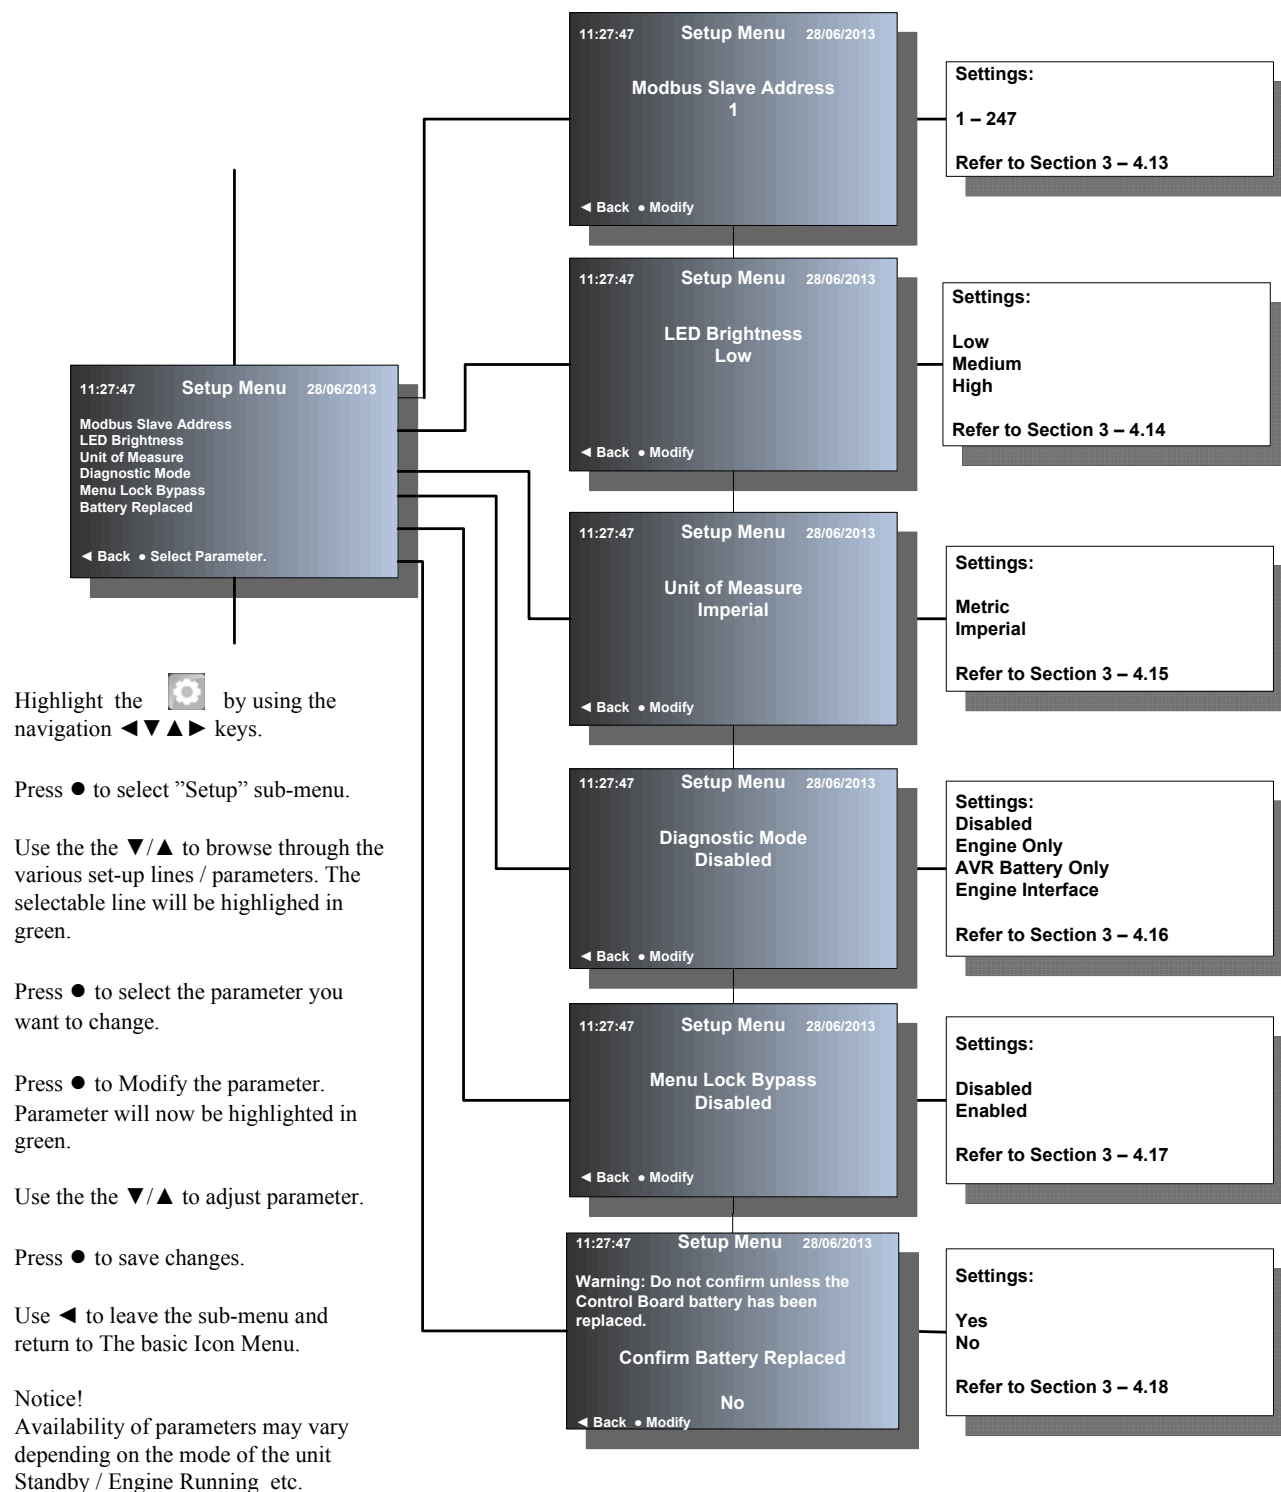 11:27:47 Setup Menu 28/06/2013
Modbus Slave Address
1
◄ Back ● Modify
Settings:
1 – 247
Refer to Section 3 – 4.13
11:27:47 Setup Menu 28/06/2013
LED Brightness
Low
◄ Back ● Modify
Settings:
Low
Medium
High
Refer to Section 3 – 4.14
11:27:47 Setup Menu 28/06/2013
Modbus Slave Address
LED Brightness
Unit of Measure
Diagnostic Mode
Menu Lock Bypass
Battery Replaced
◄ Back ● Select Parameter.
11:27:47 Setup Menu 28/06/2013
Unit of Measure
Imperial
◄ Back ● Modify
Settings:
Metric
Imperial
Refer to Section 3 – 4.15
11:27:47 Setup Menu 28/06/2013
Diagnostic Mode
Disabled
◄ Back ● Modify
Settings:
Disabled
Engine Only
AVR Battery Only
Engine Interface
Refer to Section 3 – 4.16
11:27:47 Setup Menu 28/06/2013
Menu Lock Bypass
Disabled
◄ Back ● Modify
Settings:
Disabled
Enabled
Refer to Section 3 – 4.17
11:27:47 Setup Menu 28/06/2013
Warning: Do not confirm unless the
Control Board battery has been
replaced.
Confirm Battery Replaced
No
◄ Back ● Modify
Settings:
Yes
No
Refer to Section 3 – 4.18
Highlight the by using the
navigation ◄▼▲► keys.
Press ● to select ”Setup” sub-menu.
Use the the ▼/▲ to browse through the
various set-up lines / parameters. The
selectable line will be highlighed in
green.
Press ● to select the parameter you
want to change.
Press ● to Modify the parameter.
Parameter will now be highlighted in
green.
Use the the ▼/▲ to adjust parameter.
Press ● to save changes.
Use ◄ to leave the sub-menu and
return to The basic Icon Menu.
Notice!
Availability of parameters may vary
depending on the mode of the unit
Standby / Engine Running etc.